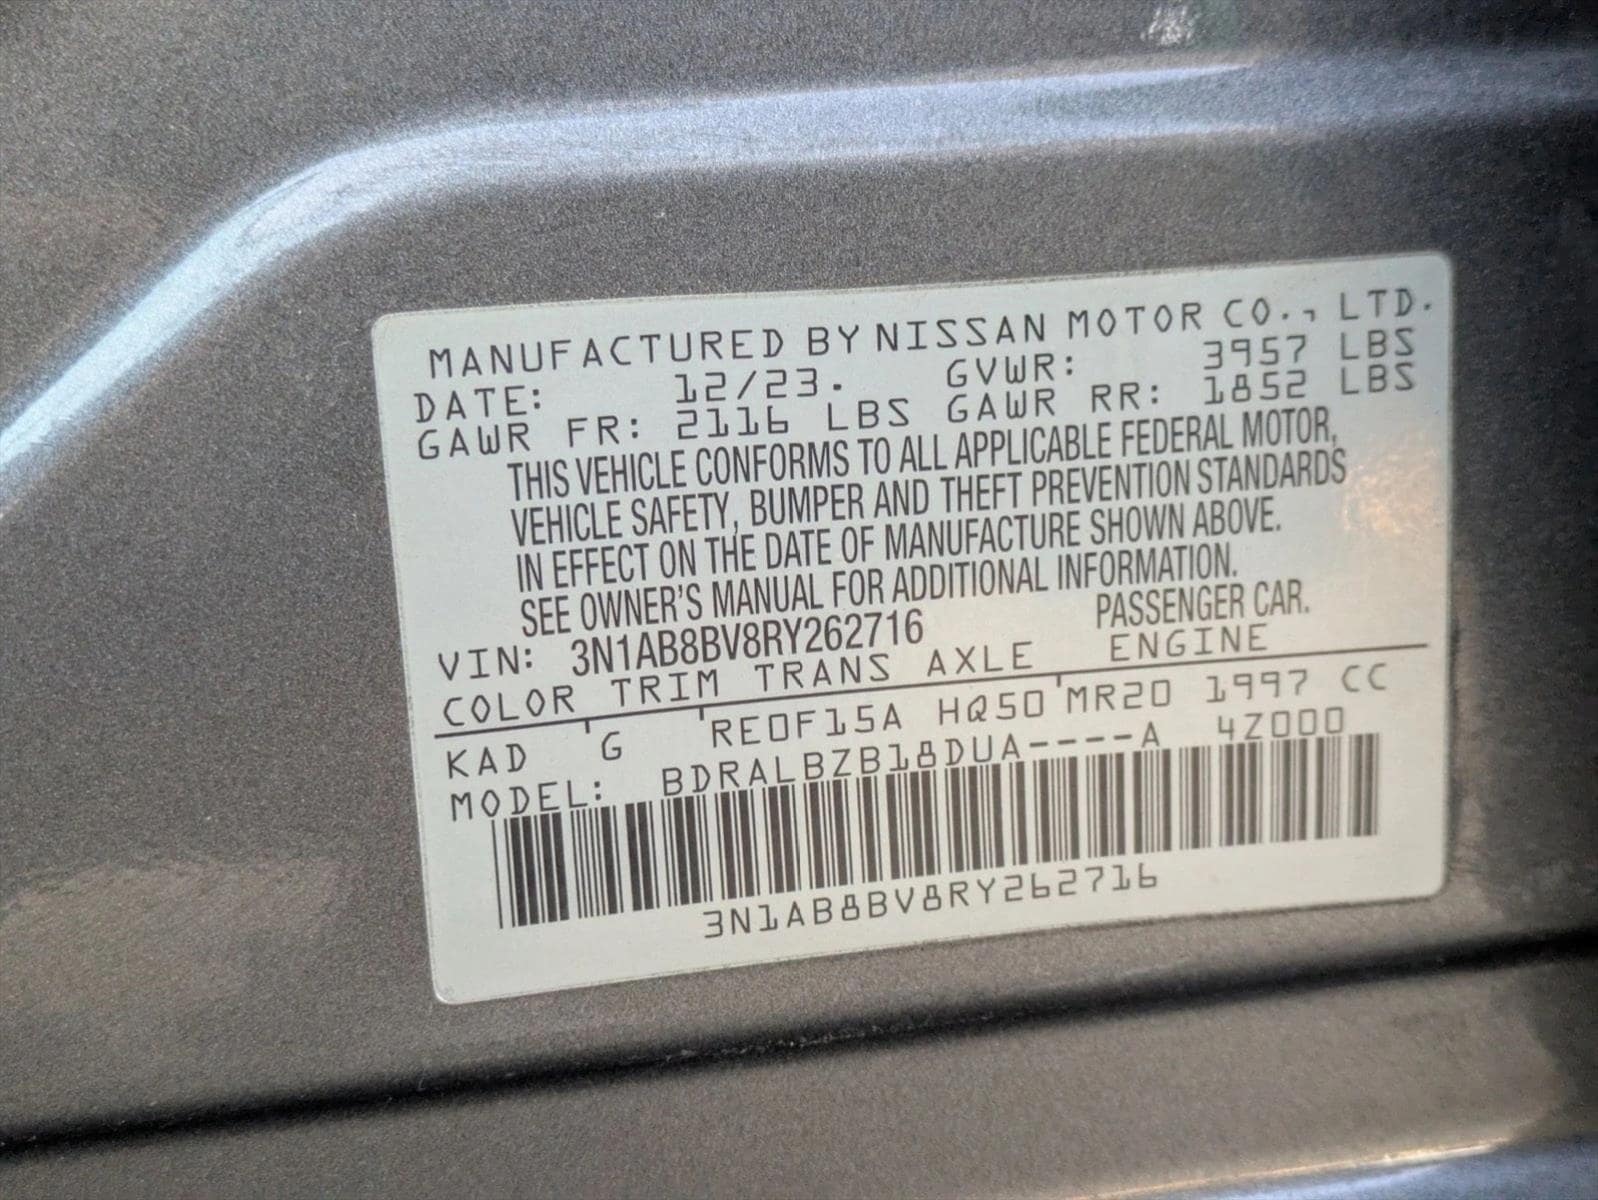 MANUFACTURED BY NISSAN MOTOR CO., LTD.
DATE: 12/23. GVWR: 3957 LBS
GAWR FR: 2116 LBS GAWR RR: 1852 LBS
THIS VEHICLE CONFORMS TO ALL APPLICABLE FEDERAL MOTOR,
VEHICLE SAFETY, BUMPER AND THEFT PREVENTION STANDARDS
IN EFFECT ON THE DATE OF MANUFACTURE SHOWN ABOVE.
SEE OWNER'S MANUAL FOR ADDITIONAL INFORMATION.
VIN: 3N1AB8BV8RY262716 PASSENGER CAR.
COLOR TRIM TRANS AXLE ENGINE
KAD G RE0F15A HQ50 MR20 1997 CC
MODEL: BDRALBZB18DUA----A 4Z000
3N1AB8BV8RY262716